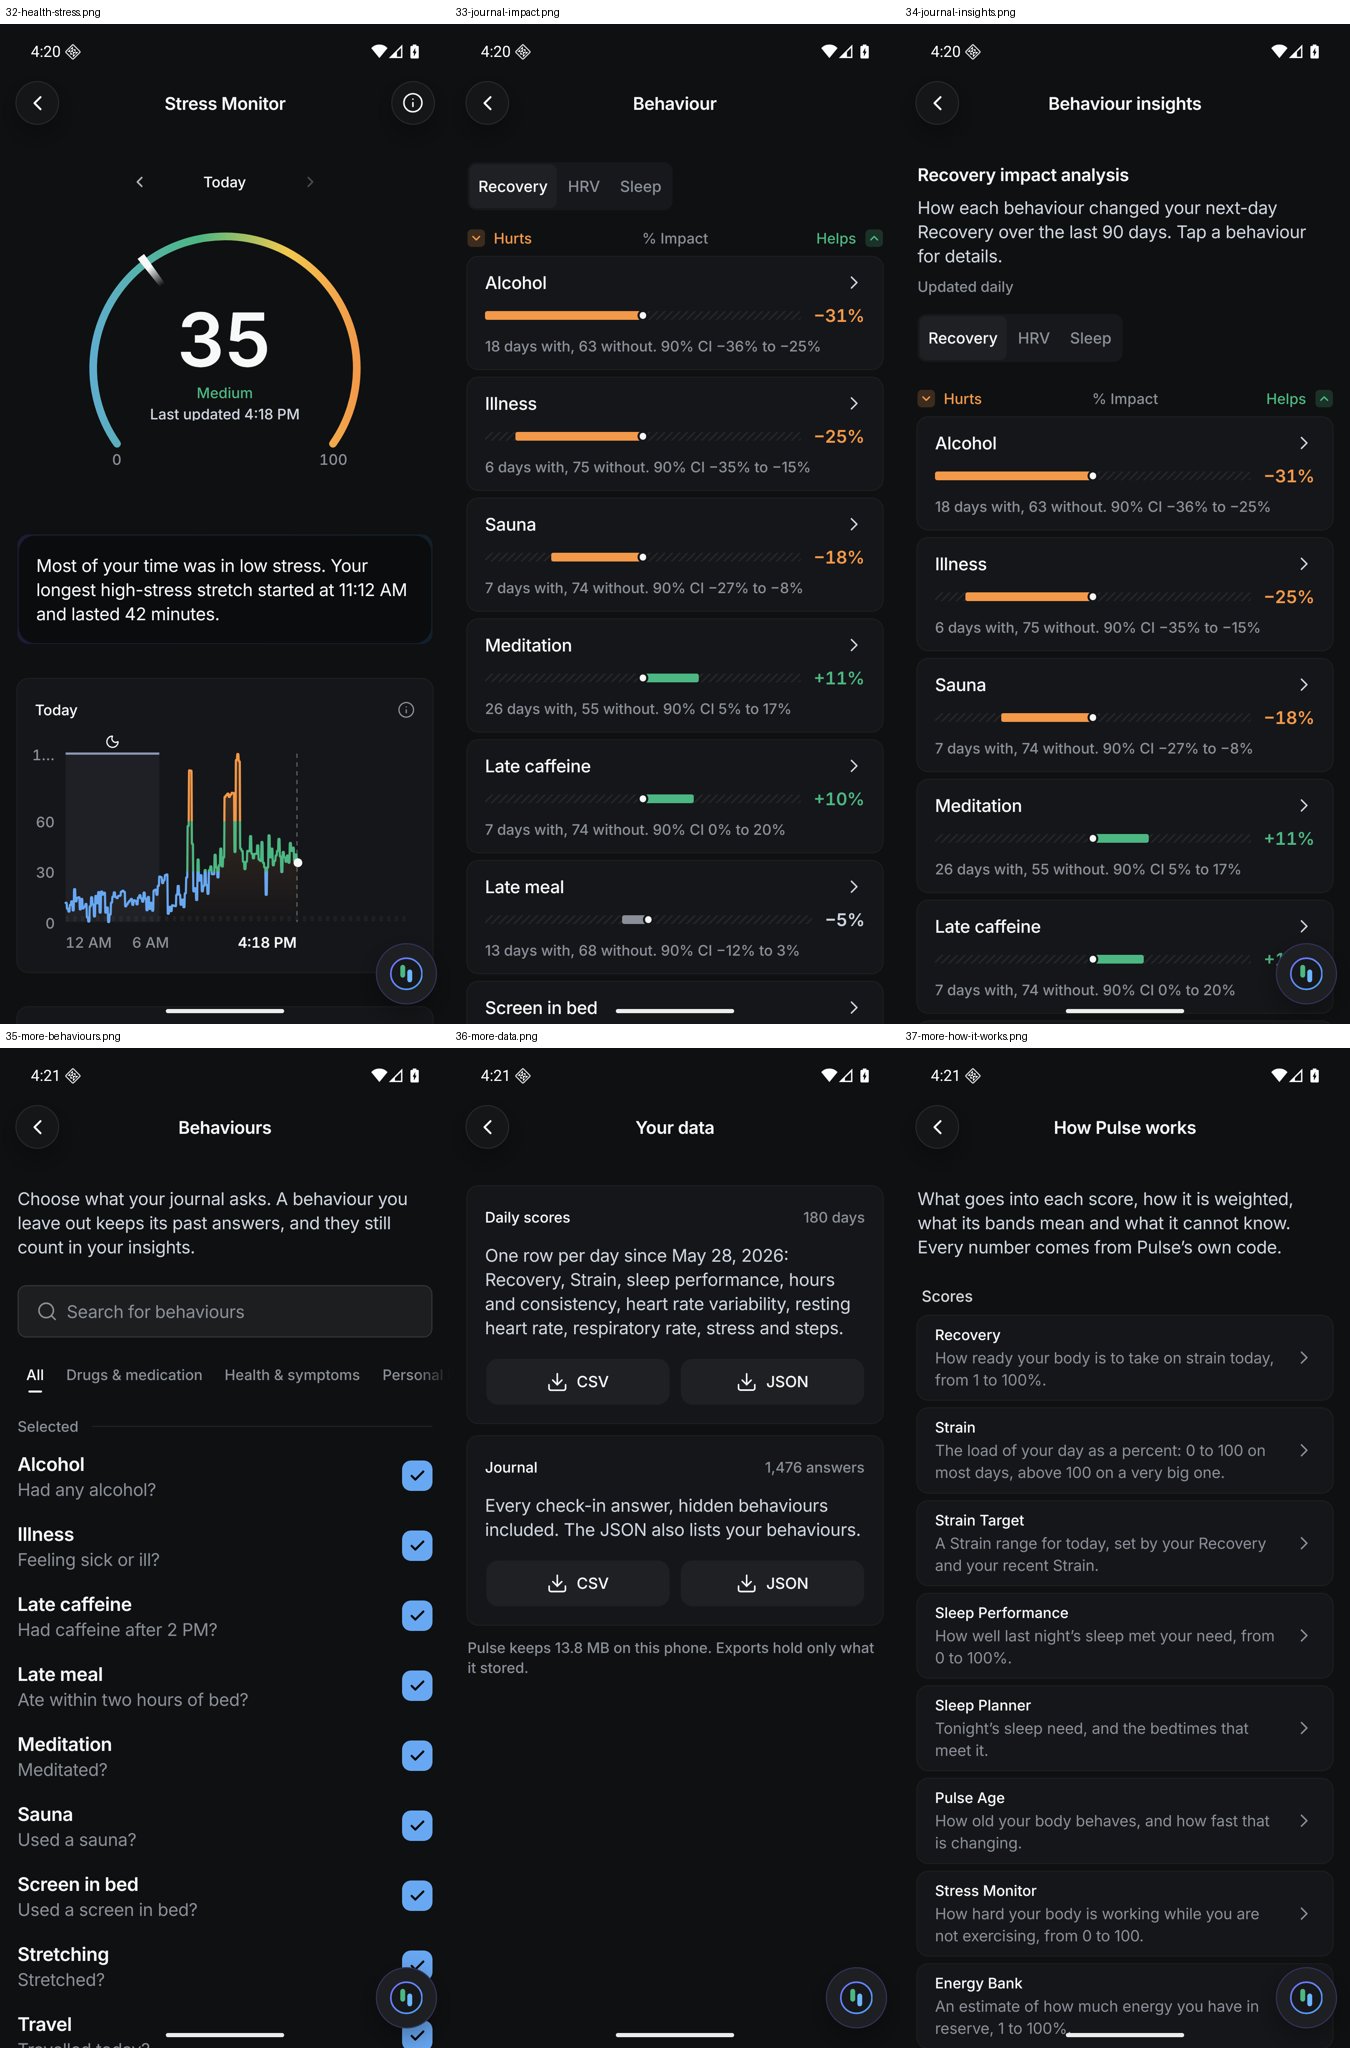 32-health-stress.png
4:20
Stress Monitor
Today
35
Medium
Last updated 4:18 PM
0
100
Most of your time was in low stress. Your
longest high-stress stretch started at 11:12 AM
and lasted 42 minutes.
Today
1...
60
30
0
12 AM
6 AM
4:18 PM
33-journal-impact.png
4:20
Behaviour
Recovery
HRV
Sleep
Hurts
% Impact
Helps
Alcohol
−31%
18 days with, 63 without. 90% CI −36% to −25%
Illness
−25%
6 days with, 75 without. 90% CI −35% to −15%
Sauna
−18%
7 days with, 74 without. 90% CI −27% to −8%
Meditation
+11%
26 days with, 55 without. 90% CI 5% to 17%
Late caffeine
+10%
7 days with, 74 without. 90% CI 0% to 20%
Late meal
−5%
13 days with, 68 without. 90% CI −12% to 3%
Screen in bed
34-journal-insights.png
4:20
Behaviour insights
Recovery impact analysis
How each behaviour changed your next-day
Recovery over the last 90 days. Tap a behaviour
for details.
Updated daily
Recovery
HRV
Sleep
Hurts
% Impact
Helps
Alcohol
−31%
18 days with, 63 without. 90% CI −36% to −25%
Illness
−25%
6 days with, 75 without. 90% CI −35% to −15%
Sauna
−18%
7 days with, 74 without. 90% CI −27% to −8%
Meditation
+11%
26 days with, 55 without. 90% CI 5% to 17%
Late caffeine
7 days with, 74 without. 90% CI 0% to 20%
35-more-behaviours.png
4:21
Behaviours
Choose what your journal asks. A behaviour you
leave out keeps its past answers, and they still
count in your insights.
Search for behaviours
All
Drugs & medication
Health & symptoms
Personal
Selected
Alcohol
Had any alcohol?
Illness
Feeling sick or ill?
Late caffeine
Had caffeine after 2 PM?
Late meal
Ate within two hours of bed?
Meditation
Meditated?
Sauna
Used a sauna?
Screen in bed
Used a screen in bed?
Stretching
Stretched?
Travel
36-more-data.png
4:21
Your data
Daily scores
180 days
One row per day since May 28, 2026:
Recovery, Strain, sleep performance, hours
and consistency, heart rate variability, resting
heart rate, respiratory rate, stress and steps.
CSV
JSON
Journal
1,476 answers
Every check-in answer, hidden behaviours
included. The JSON also lists your behaviours.
CSV
JSON
Pulse keeps 13.8 MB on this phone. Exports hold only what
it stored.
37-more-how-it-works.png
4:21
How Pulse works
What goes into each score, how it is weighted,
what its bands mean and what it cannot know.
Every number comes from Pulse’s own code.
Scores
Recovery
How ready your body is to take on strain today,
from 1 to 100%.
Strain
The load of your day as a percent: 0 to 100 on
most days, above 100 on a very big one.
Strain Target
A Strain range for today, set by your Recovery
and your recent Strain.
Sleep Performance
How well last night’s sleep met your need, from
0 to 100%.
Sleep Planner
Tonight’s sleep need, and the bedtimes that
meet it.
Pulse Age
How old your body behaves, and how fast that
is changing.
Stress Monitor
How hard your body is working while you are
not exercising, from 0 to 100.
Energy Bank
An estimate of how much energy you have in
reserve, 1 to 100%.